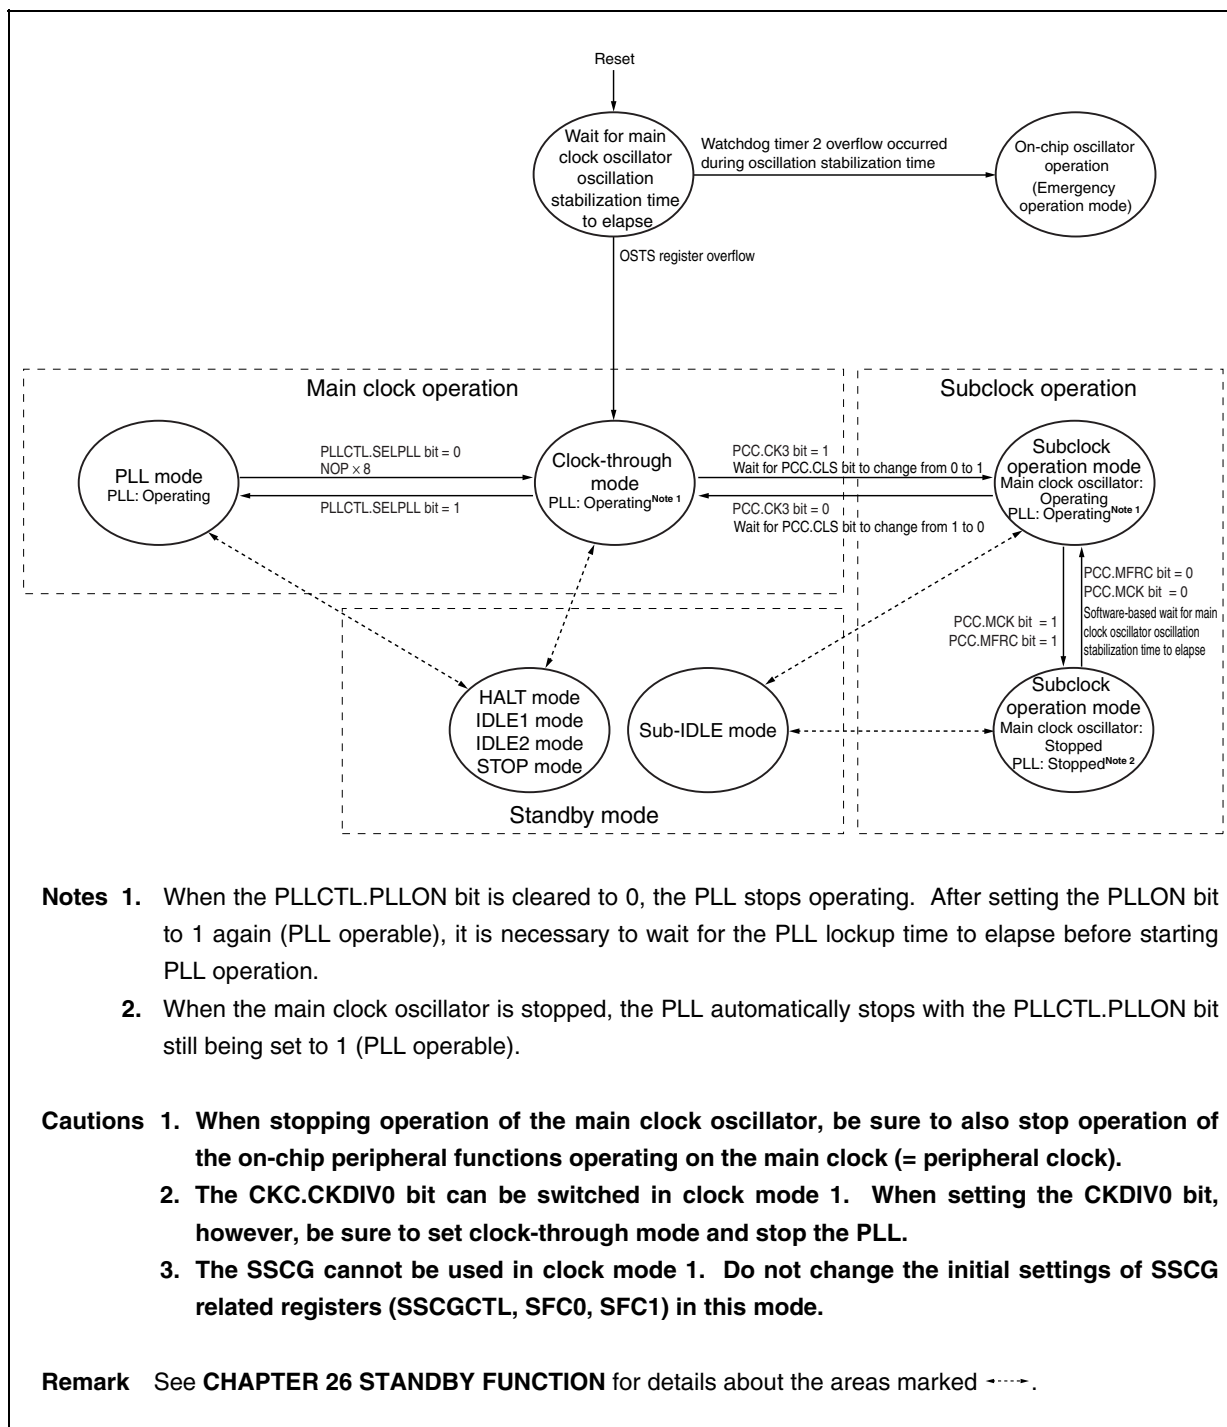 Reset
Wait for main
clock oscillator
oscillation
stabilization time
to elapse
Watchdog timer 2 overflow occurred
during oscillation stabilization time
On-chip oscillator
operation
(Emergency
operation mode)
OSTS register overflow
Main clock operation
Subclock operation
PLL mode
PLL: Operating
PLLCTL.SELPLL bit = 0
NOP × 8
PLLCTL.SELPLL bit = 1
Clock-through
mode
PLL: Operating Note 1
PCC.CK3 bit = 1
Wait for PCC.CLS bit to change from 0 to 1
PCC.CK3 bit = 0
Wait for PCC.CLS bit to change from 1 to 0
Subclock
operation mode
Main clock oscillator:
Operating
PLL: Operating Note 1
PCC.MCK bit = 1
PCC.MFRC bit = 1
PCC.MFRC bit = 0
PCC.MCK bit = 0
Software-based wait for main
clock oscillator oscillation
stabilization time to elapse
HALT mode
IDLE1 mode
IDLE2 mode
STOP mode
Sub-IDLE mode
Subclock
operation mode
Main clock oscillator:
Stopped
PLL: Stopped Note 2
Standby mode
Notes 1. When the PLLCTL.PLLON bit is cleared to 0, the PLL stops operating. After setting the PLLON bit
to 1 again (PLL operable), it is necessary to wait for the PLL lockup time to elapse before starting
PLL operation.
2. When the main clock oscillator is stopped, the PLL automatically stops with the PLLCTL.PLLON bit
still being set to 1 (PLL operable).
Cautions 1. When stopping operation of the main clock oscillator, be sure to also stop operation of
the on-chip peripheral functions operating on the main clock (= peripheral clock).
2. The CKC.CKDIV0 bit can be switched in clock mode 1. When setting the CKDIV0 bit,
however, be sure to set clock-through mode and stop the PLL.
3. The SSCG cannot be used in clock mode 1. Do not change the initial settings of SSCG
related registers (SSCGCTL, SFC0, SFC1) in this mode.
Remark See CHAPTER 26 STANDBY FUNCTION for details about the areas marked .